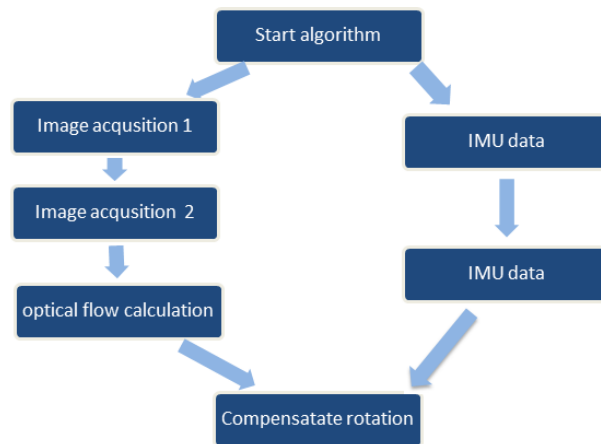 Start algorithm
Image acqusition 1
IMU data
Image acqusition  2
IMU data
optical flow calculation
Compensatate rotation